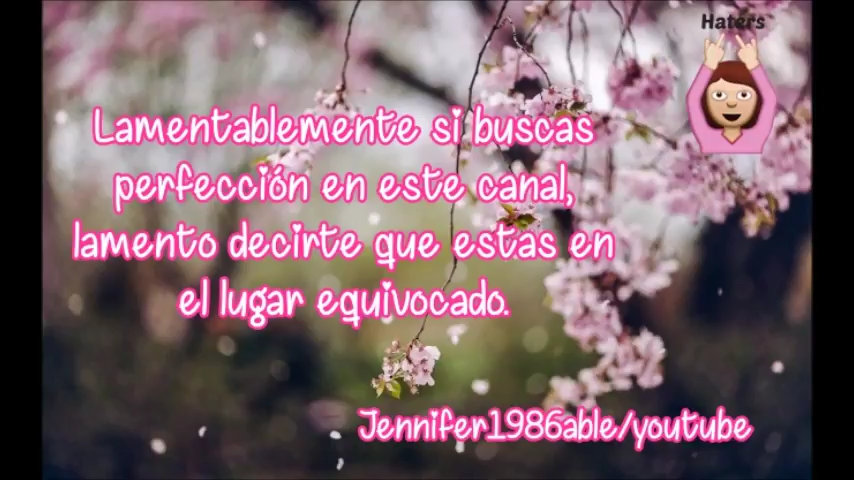 Haters
Lamentablemente si buscas
perfección en este canal,
lamento decirte que estas en
el lugar equivocado.
Jennifer1986able/youtube